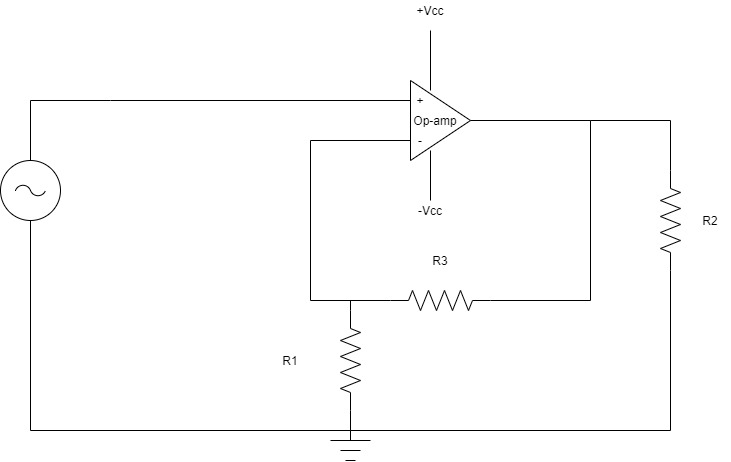 +Vcc
+
Op-amp
-
-Vcc
R2
R3
R1